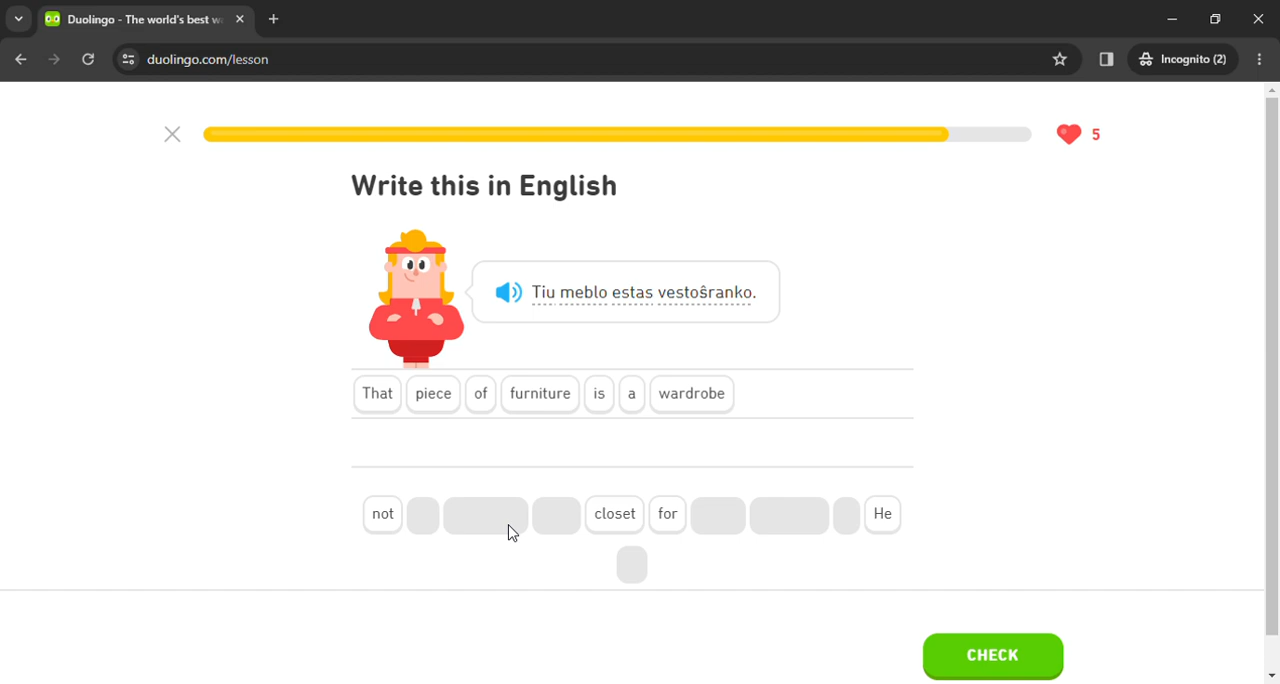 Duolingo - The world's best w
duolingo.com/lesson
Incognito (2)
5
Write this in English
Tiu meblo estas vestoŝranko.
That piece of furniture is a wardrobe
not closet for He
CHECK